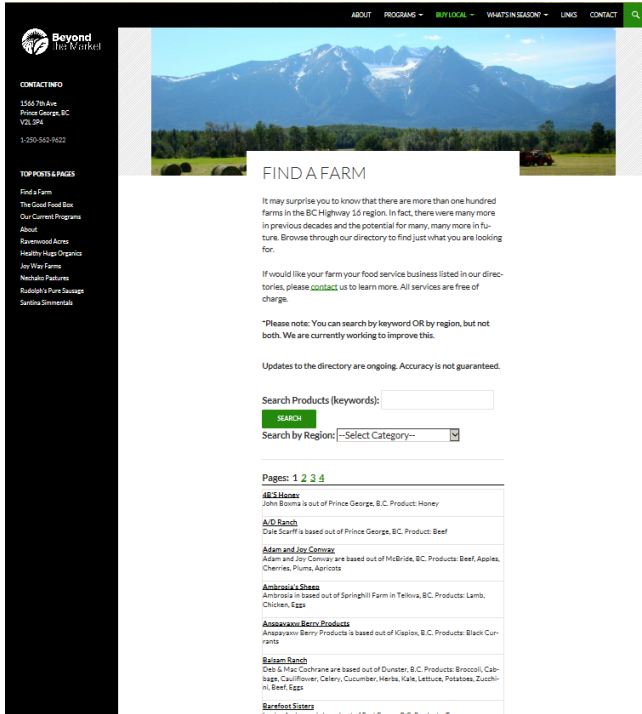 ABOUT PROGRAMS BUY LOCAL WHAT'S IN SEASON? LINKS CONTACT
Beyond
the Market
CONTACT INFO
1566 7th Ave
Prince George, BC
V2L 3P4
1-250-562-9622
TOP POSTS & PAGES
Find a Farm
The Good Food Box
Our Current Programs
About
Ravenwood Acres
Healthy Hugs Organics
Joy Way Farms
Nechako Pastures
Rudolph's Pure Sausage
Santina Simmentals
FIND A FARM
It may surprise you to know that there are more than one hundred
farms in the BC Highway 16 region. In fact, there were many more
in previous decades and the potential for many, many more in fu-
ture. Browse through our directory to find just what you are looking
for.
If would like your farm your food service business listed in our direc-
tories, please contact us to learn more. All services are free of
charge.
*Please note: You can search by keyword OR by region, but not
both. We are currently working to improve this.
Updates to the directory are ongoing. Accuracy is not guaranteed.
Search Products (keywords):
SEARCH
Search by Region: --Select Category--
Pages: 1 2 3 4
4B'S Honey
John Boxma is out of Prince George, B.C. Product: Honey
A/D Ranch
Dale Scarff is based out of Prince George, BC. Product: Beef
Adam and Joy Conway
Adam and Joy Conway are based out of McBride, BC. Products: Beef, Apples,
Cherries, Plums, Apricots
Ambrosia's Sheep
Ambrosia in based out of Springhill Farm in Telkwa, BC. Products: Lamb,
Chicken, Eggs
Anspayaxw Berry Products
Anspayaxw Berry Products is based out of Kispiox, B.C. Products: Black Cur-
rants
Balsam Ranch
Deb & Mac Cochrane are based out of Dunster, B.C. Products: Broccoli, Cab-
bage, Cauliflower, Celery, Cucumber, Herbs, Kale, Lettuce, Potatoes, Zucchi-
ni, Beef, Eggs
Barefoot Sisters